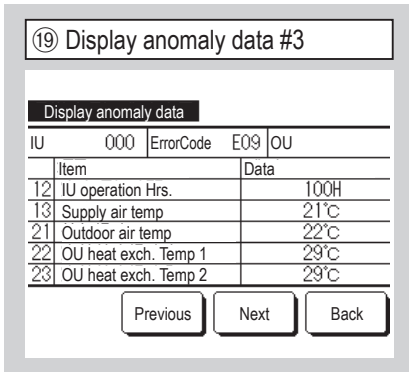 ⑲ Display anomaly data #3
Display anomaly data
IU 000 ErrorCode E09 OU
Item Data
12 IU operation Hrs. 100H
13 Supply air temp 21℃
21 Outdoor air temp 22℃
22 OU heat exch. Temp 1 29℃
23 OU heat exch. Temp 2 29℃
Previous Next Back